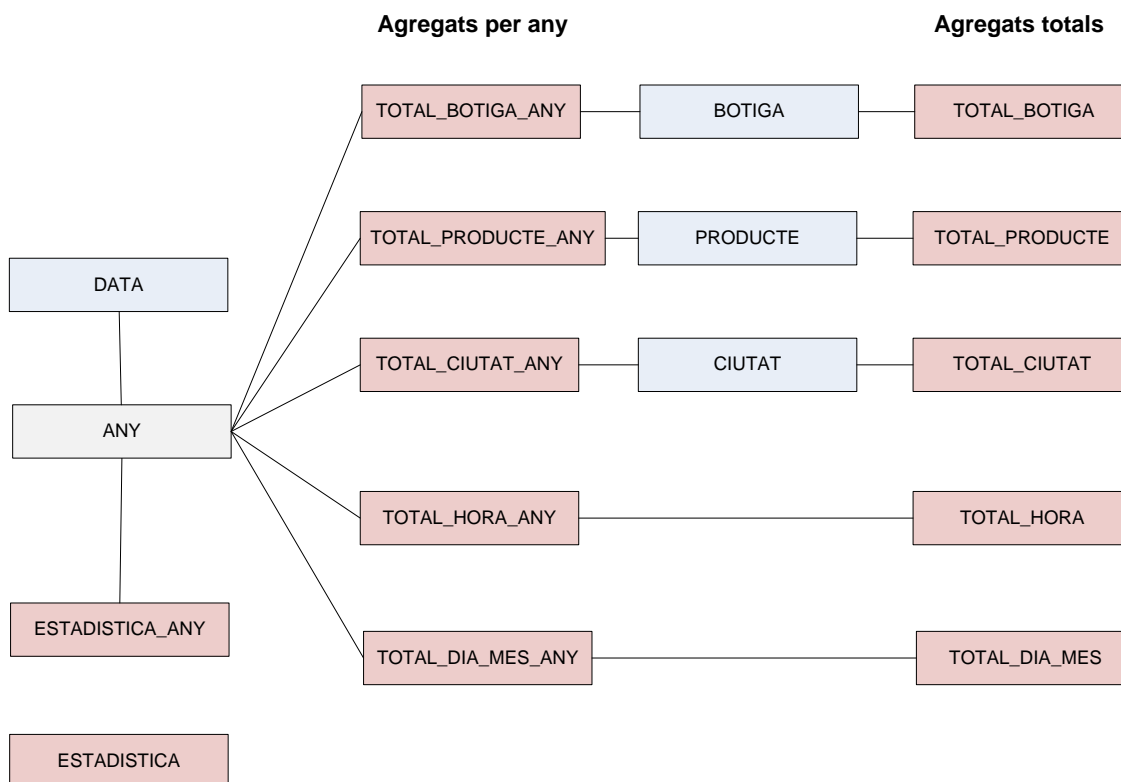 Agregats per any
Agregats totals
TOTAL_BOTIGA_ANY
BOTIGA
TOTAL_BOTIGA
TOTAL_PRODUCTE_ANY
PRODUCTE
TOTAL_PRODUCTE
DATA
TOTAL_CIUTAT_ANY
CIUTAT
TOTAL_CIUTAT
ANY
TOTAL_HORA_ANY
TOTAL_HORA
ESTADISTICA_ANY
TOTAL_DIA_MES_ANY
TOTAL_DIA_MES
ESTADISTICA